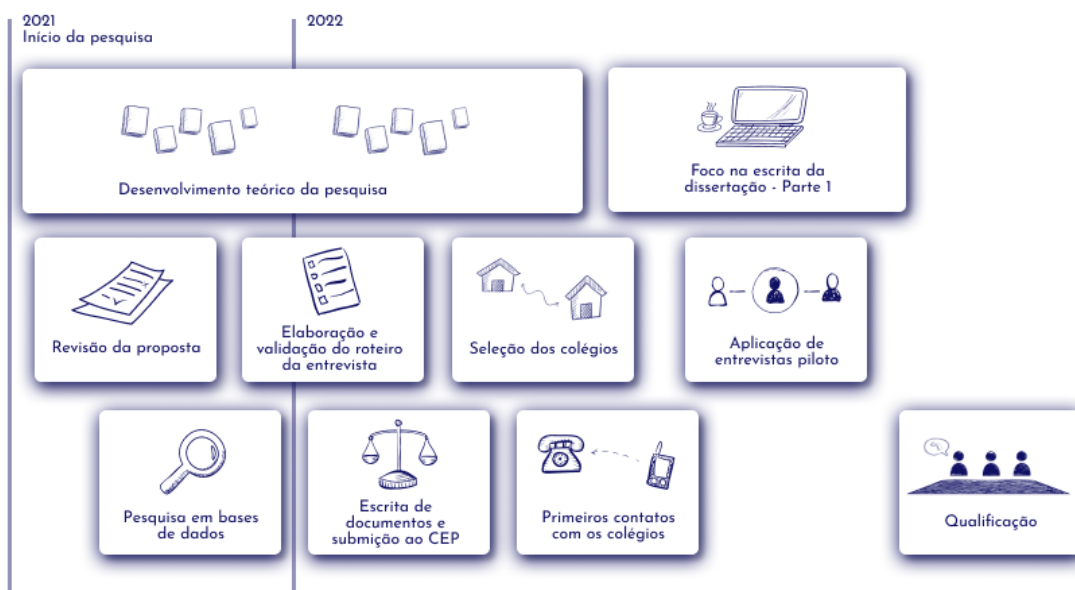 2021
Início da pesquisa
2022
Desenvolvimento teórico da pesquisa
Foco na escrita da
dissertação - Parte 1
Revisão da proposta
Elaboração e
validação do roteiro
da entrevista
Seleção dos colégios
Aplicação de
entrevistas piloto
Pesquisa em bases
de dados
Escrita de
documentos e
submição ao CEP
Primeiros contatos
com os colégios
Qualificação